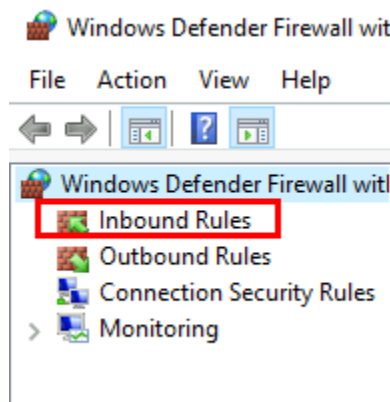 Windows Defender Firewall wit
File Action View Help
Windows Defender Firewall witl
Inbound Rules
Outbound Rules
Connection Security Rules
Monitoring